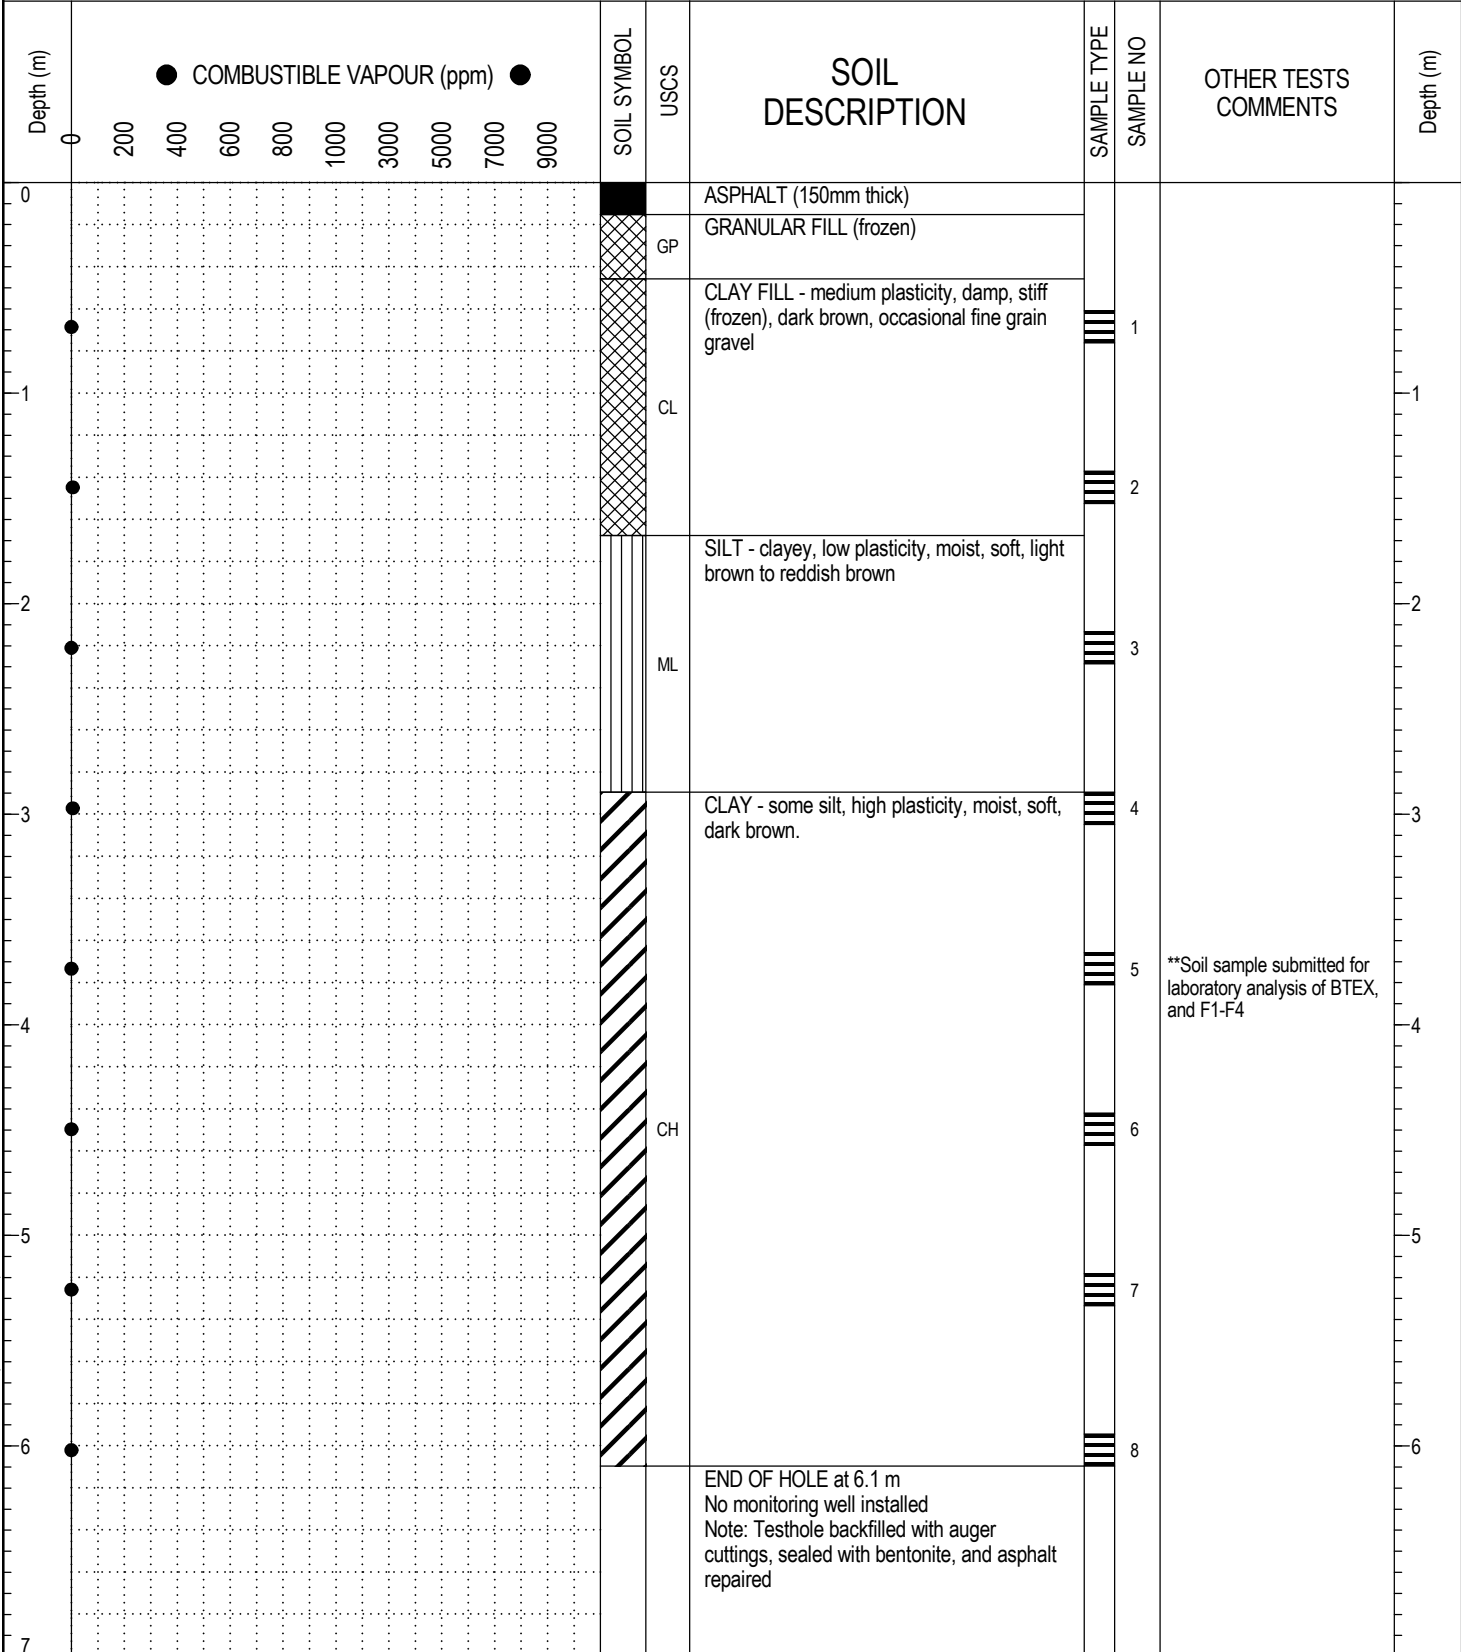 Depth (m)
● COMBUSTIBLE VAPOUR (ppm) ●
0 200 400 600 800 1000 3000 5000 7000 9000
SOIL SYMBOL
USCS
SOIL
DESCRIPTION
SAMPLE TYPE
SAMPLE NO
OTHER TESTS
COMMENTS
Depth (m)
0
ASPHALT (150mm thick)
GP
GRANULAR FILL (frozen)
CLAY FILL - medium plasticity, damp, stiff
(frozen), dark brown, occasional fine grain
gravel
1
1
CL
1
2
SILT - clayey, low plasticity, moist, soft, light
brown to reddish brown
2
2
ML
3
CLAY - some silt, high plasticity, moist, soft,
dark brown.
4
3
3
5
**Soil sample submitted for
laboratory analysis of BTEX,
and F1-F4
4
4
CH
6
5
5
7
6
6
8
END OF HOLE at 6.1 m
No monitoring well installed
Note: Testhole backfilled with auger
cuttings, sealed with bentonite, and asphalt
repaired
7